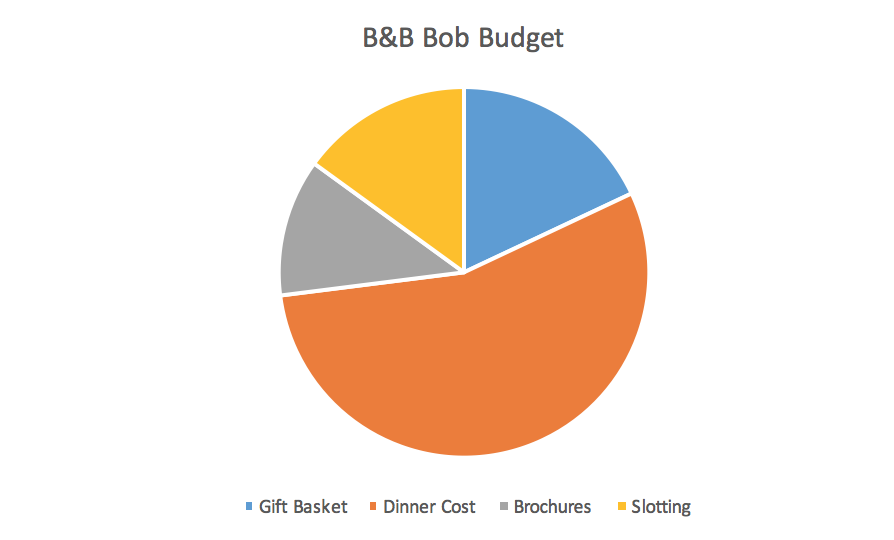 B&B Bob Budget
Gift Basket Dinner Cost Brochures Slotting